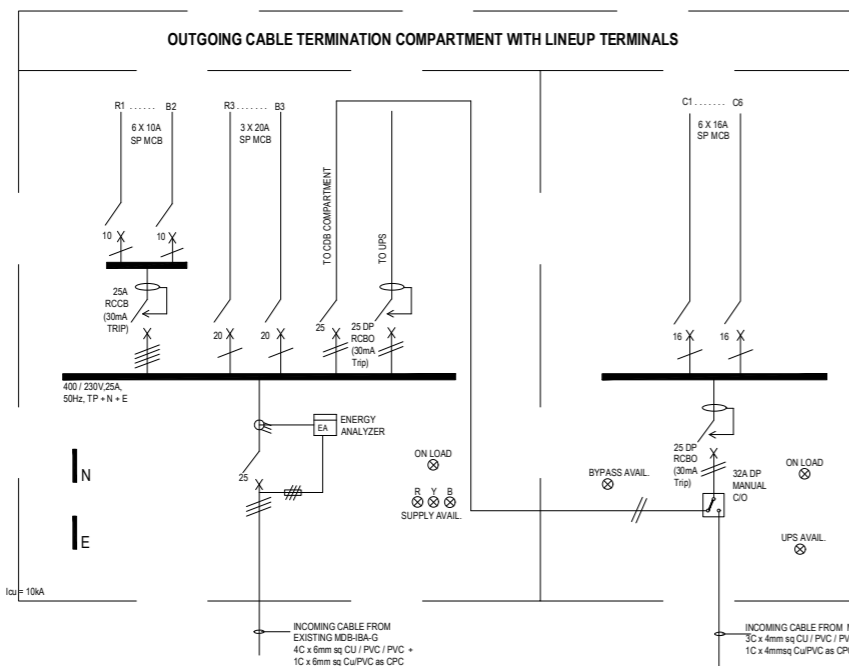 OUTGOING CABLE TERMINATION COMPARTMENT WITH LINEUP TERMINALS
R1 ...... B2
6 X 10A
SP MCB
R3 ....... B3
3 X 20A
SP MCB
C1 ....... C6
6 X 16A
SP MCB
TO CDB COMPARTMENT
TO UPS
10
10
25A
RCCB
(30mA
TRIP)
20
20
25
25 DP
RCBO
(30mA
Trip)
16
16
400 / 230V,25A,
50Hz, TP + N + E
EA
ENERGY
ANALYZER
25
ON LOAD
R Y B
SUPPLY AVAIL.
N
E
BYPASS AVAIL.
25 DP
RCBO
(30mA
Trip)
32A DP
MANUAL
C/O
ON LOAD
UPS AVAIL.
Icu = 10kA
INCOMING CABLE FROM
EXISTING MDB-IBA-G
4C x 6mm sq CU / PVC / PVC +
1C x 6mm sq Cu/PVC as CPC
INCOMING CABLE FROM
3C x 4mm sq CU / PVC /
1C x 4mmsq Cu/PVC as CPC